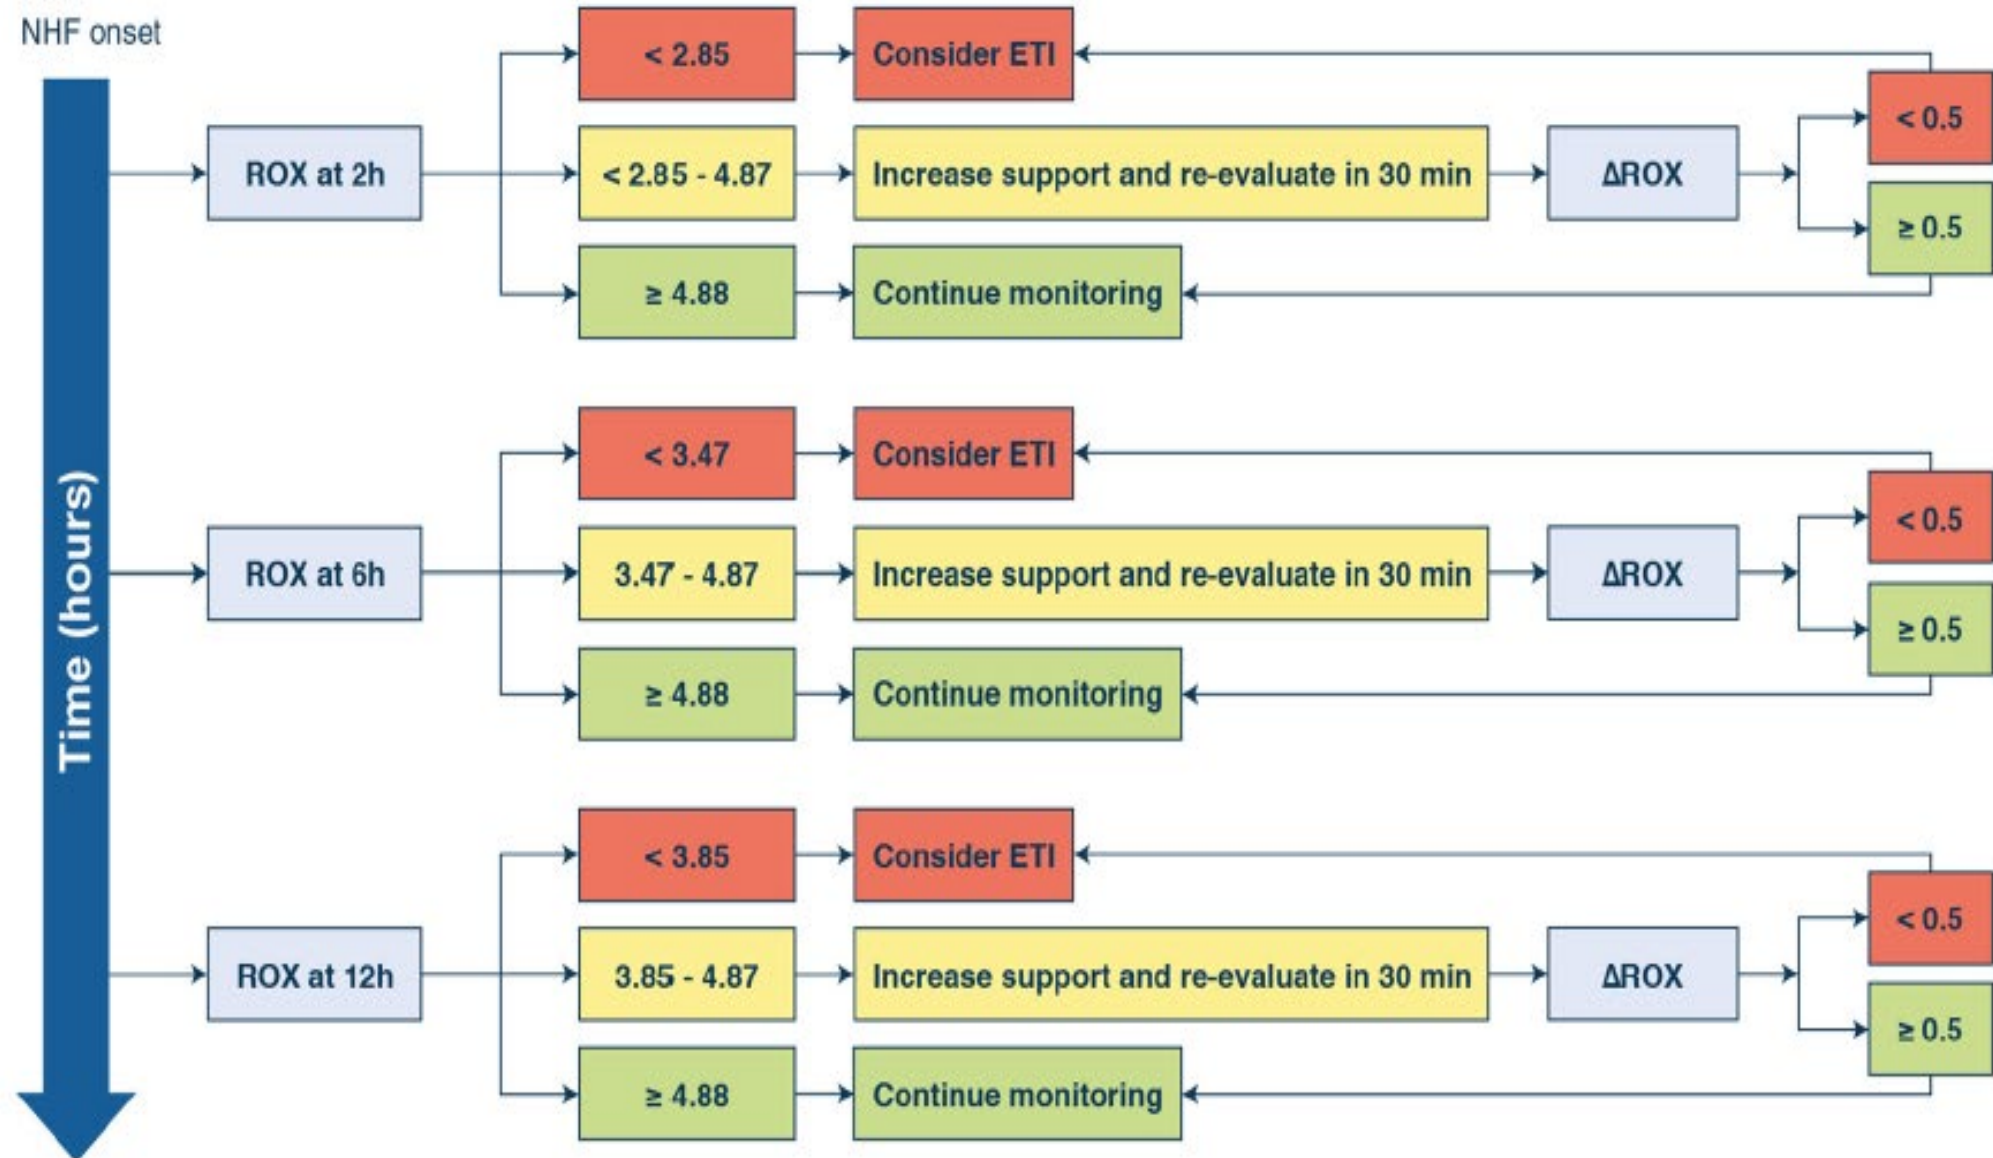 NHF onset
Time (hours)
ROX at 2h
< 2.85
Consider ETI
< 2.85 - 4.87
Increase support and re-evaluate in 30 min
ΔROX
< 0.5
≥ 0.5
≥ 4.88
Continue monitoring
ROX at 6h
< 3.47
Consider ETI
3.47 - 4.87
Increase support and re-evaluate in 30 min
ΔROX
< 0.5
≥ 0.5
≥ 4.88
Continue monitoring
ROX at 12h
< 3.85
Consider ETI
3.85 - 4.87
Increase support and re-evaluate in 30 min
ΔROX
< 0.5
≥ 0.5
≥ 4.88
Continue monitoring